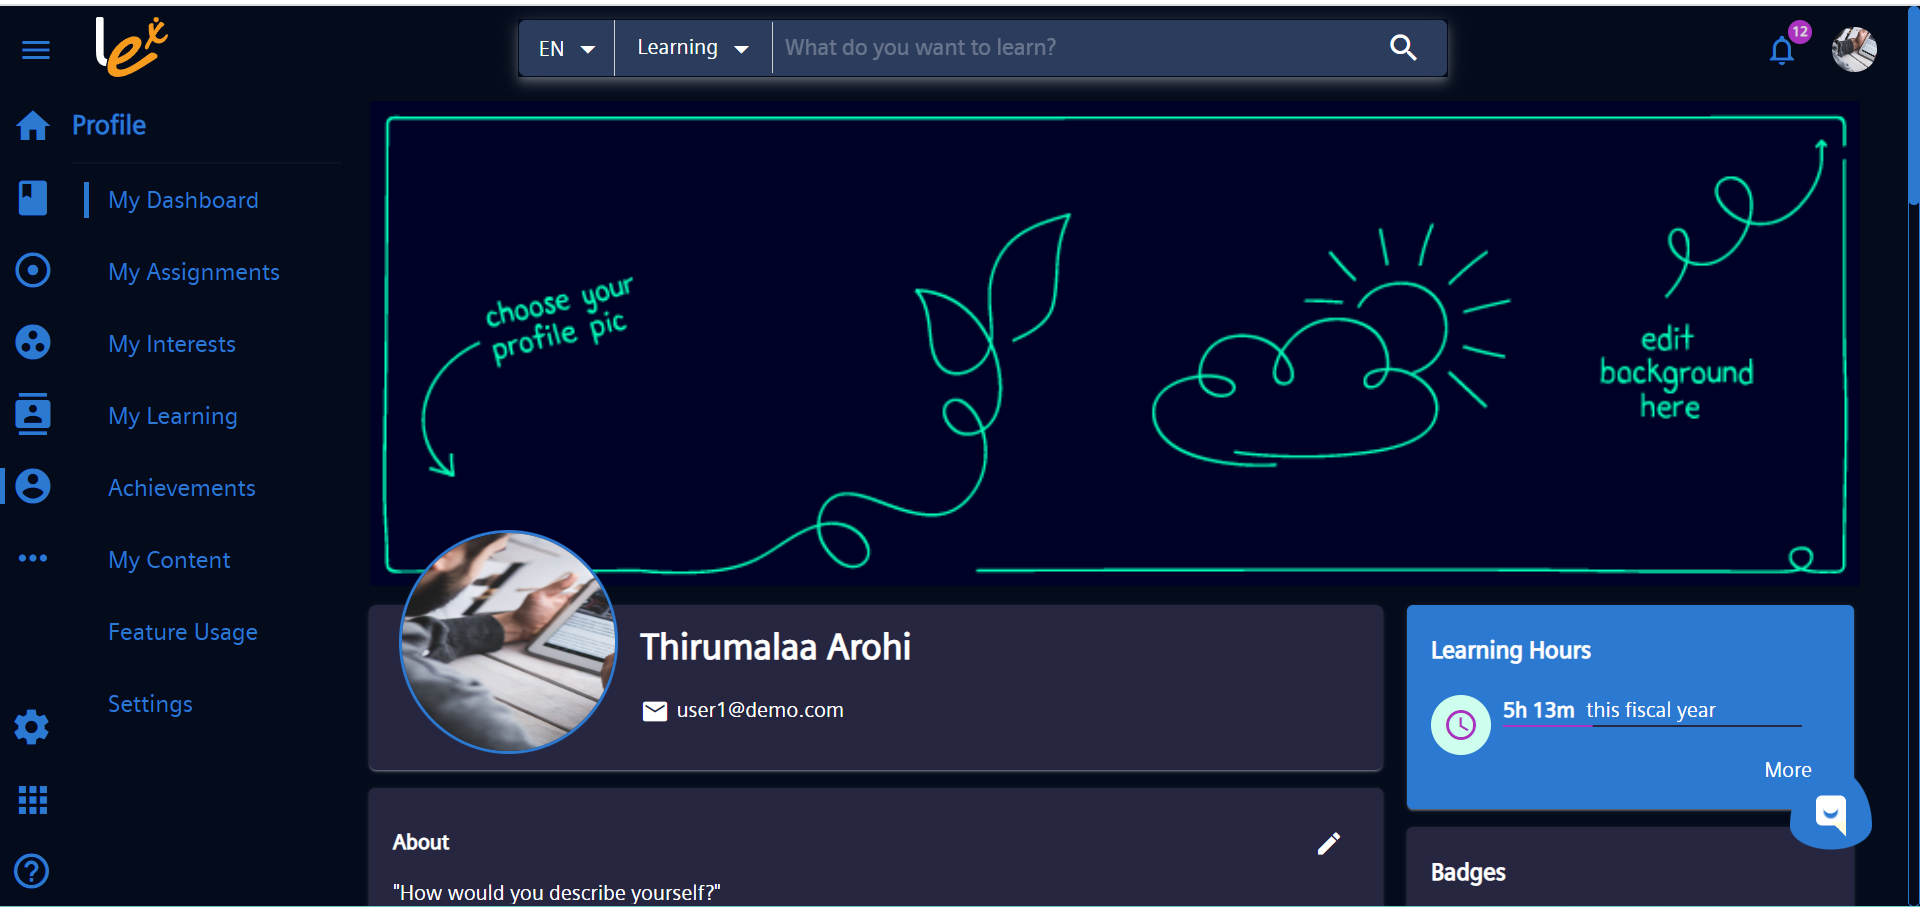 Lex
EN
Learning
What do you want to learn?
12
Profile
My Dashboard
My Assignments
My Interests
My Learning
Achievements
My Content
Feature Usage
Settings
choose your
profile pic
edit
background
here
Thirumalaa Arohi
user1@demo.com
Learning Hours
5h 13m this fiscal year
More
About
"How would you describe yourself?"
Badges